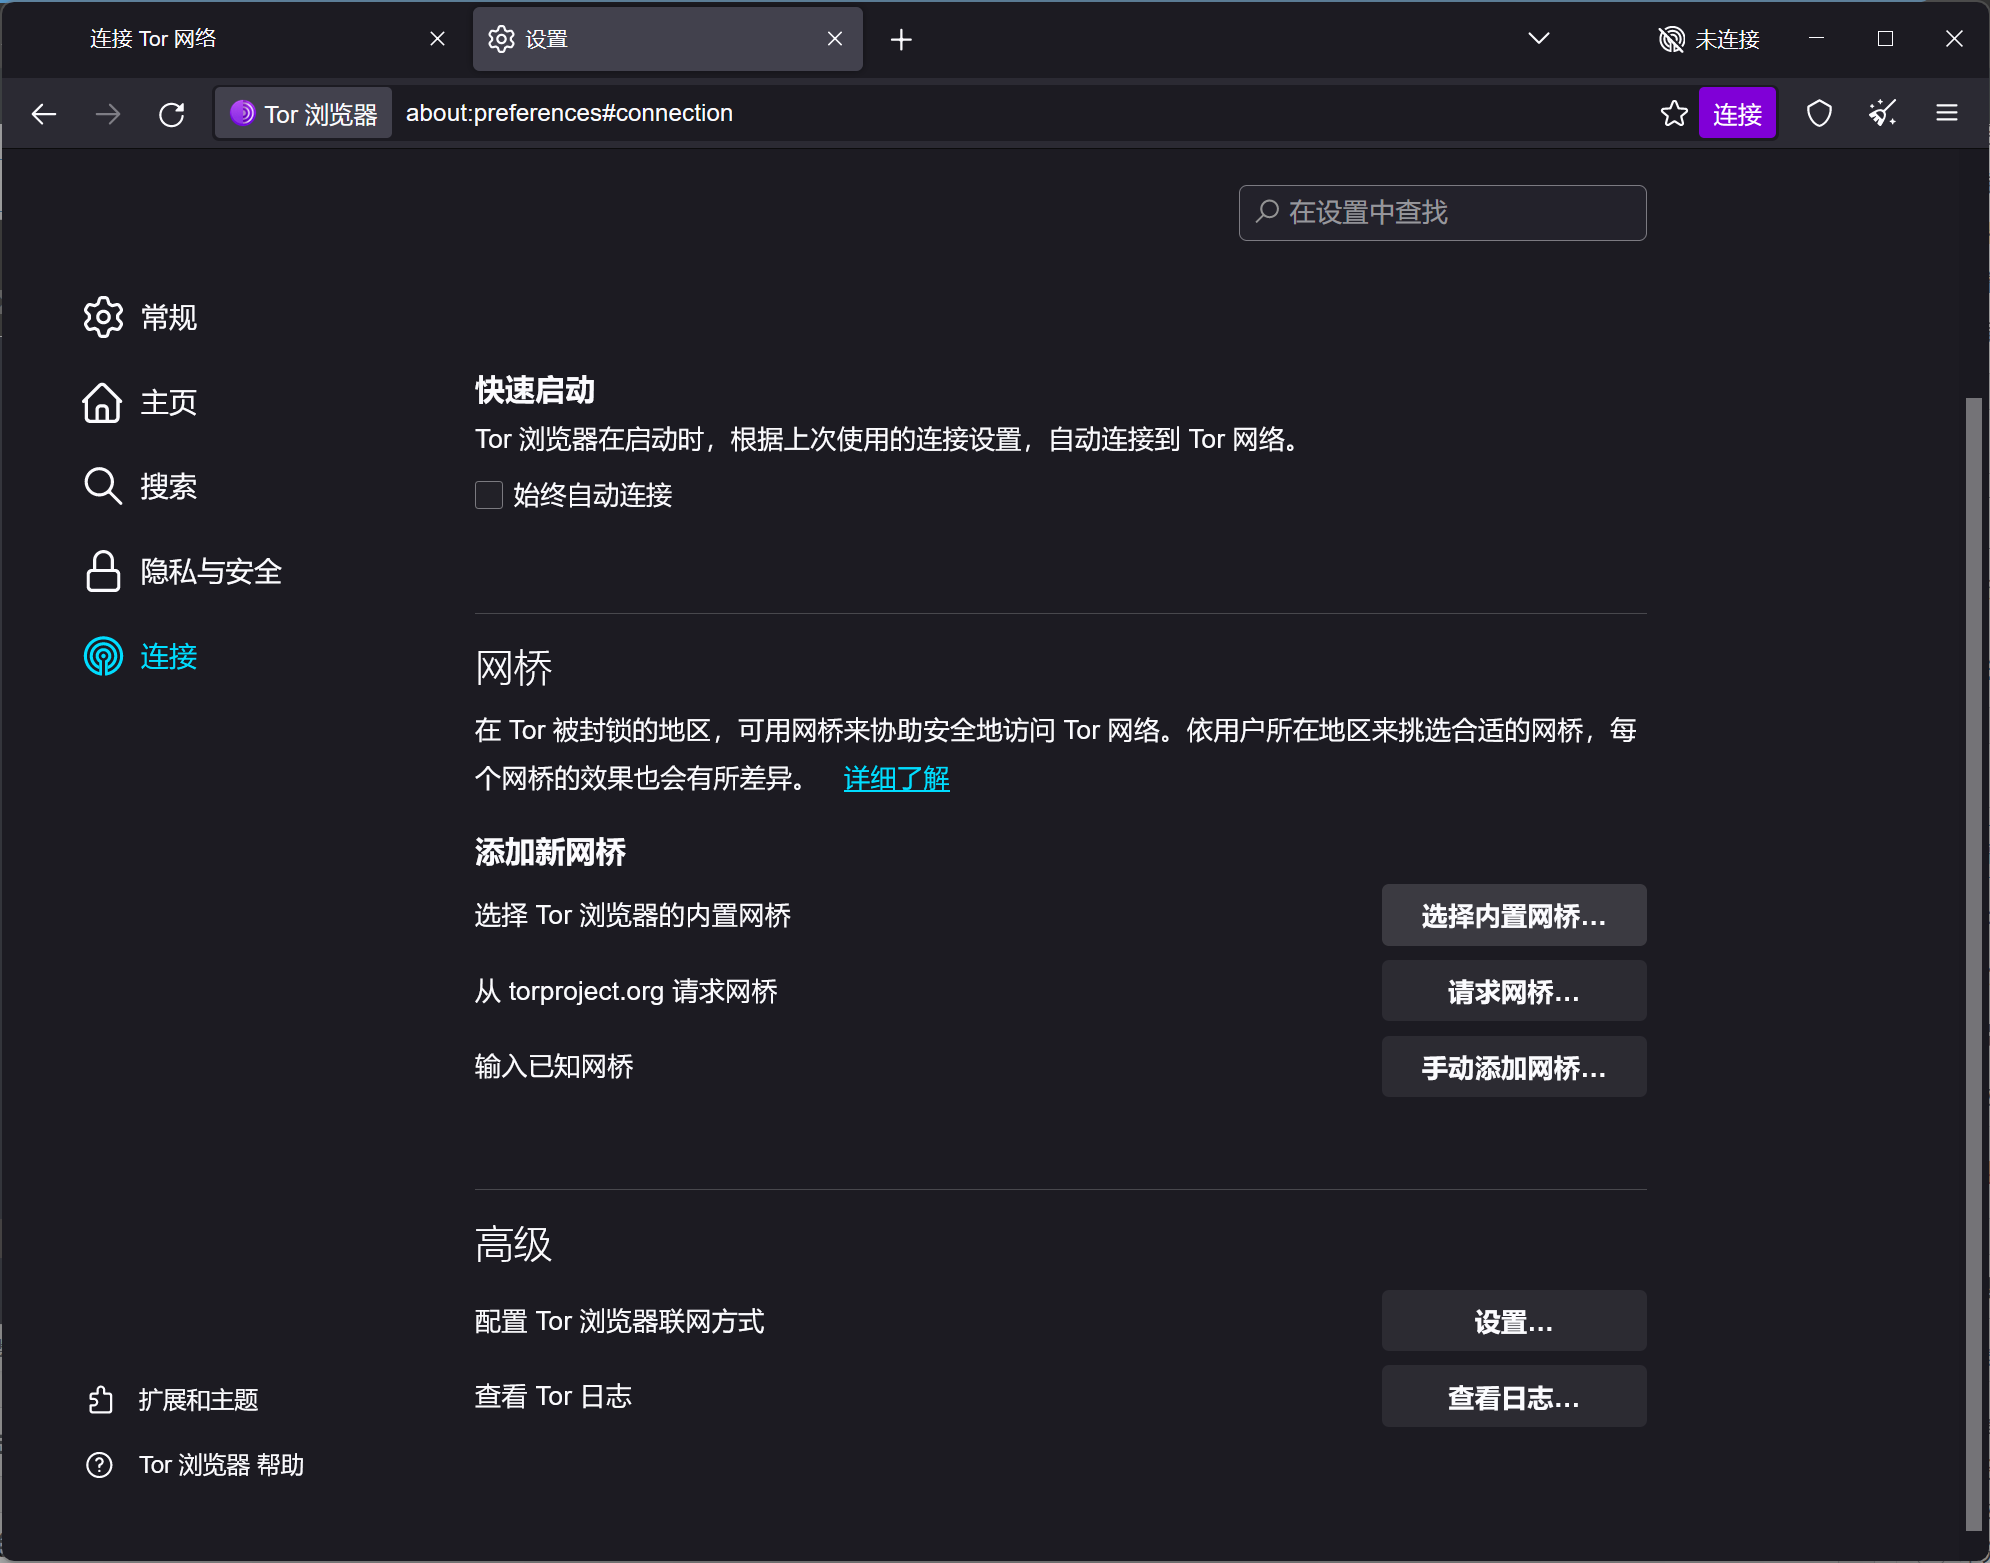 连接 Tor 网络
设置
未连接
Tor 浏览器
about:preferences#connection
连接
在设置中查找
常规
主页
搜索
隐私与安全
连接
快速启动
Tor 浏览器在启动时，根据上次使用的连接设置，自动连接到 Tor 网络。
始终自动连接
网桥
在 Tor 被封锁的地区，可用网桥来协助安全地访问 Tor 网络。依用户所在地区来挑选合适的网桥，每
个网桥的效果也会有所差异。 详细了解
添加新网桥
选择 Tor 浏览器的内置网桥
选择内置网桥…
从 torproject.org 请求网桥
请求网桥…
输入已知网桥
手动添加网桥…
高级
配置 Tor 浏览器联网方式
设置…
查看 Tor 日志
查看日志…
扩展和主题
Tor 浏览器 帮助